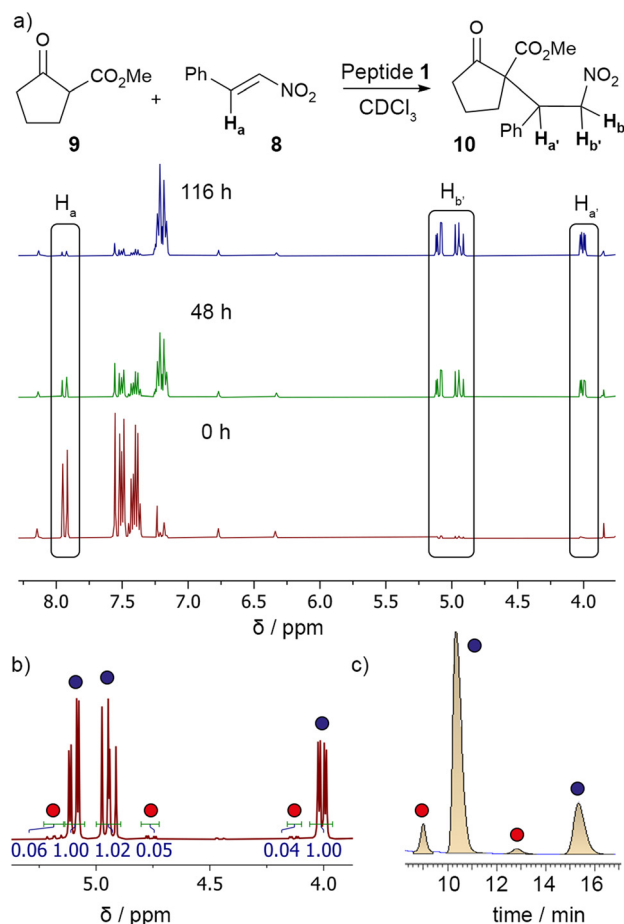 a)
O
CO₂Me
9
+
Ph
NO₂
Hₐ
8
Peptide 1
CDCl₃
O
CO₂Me
NO₂
Ph
Hₐ'
H_b'
H_b
10
Hₐ
116 h
H_b'
Hₐ'
48 h
0 h
8.0 7.5 7.0 6.5 6.0 5.5 5.0 4.5 4.0
δ / ppm
b)
0.06 1.00 1.02 0.05 0.04 1.00
5.0 4.5 4.0
δ / ppm
c)
10 12 14 16
time / min